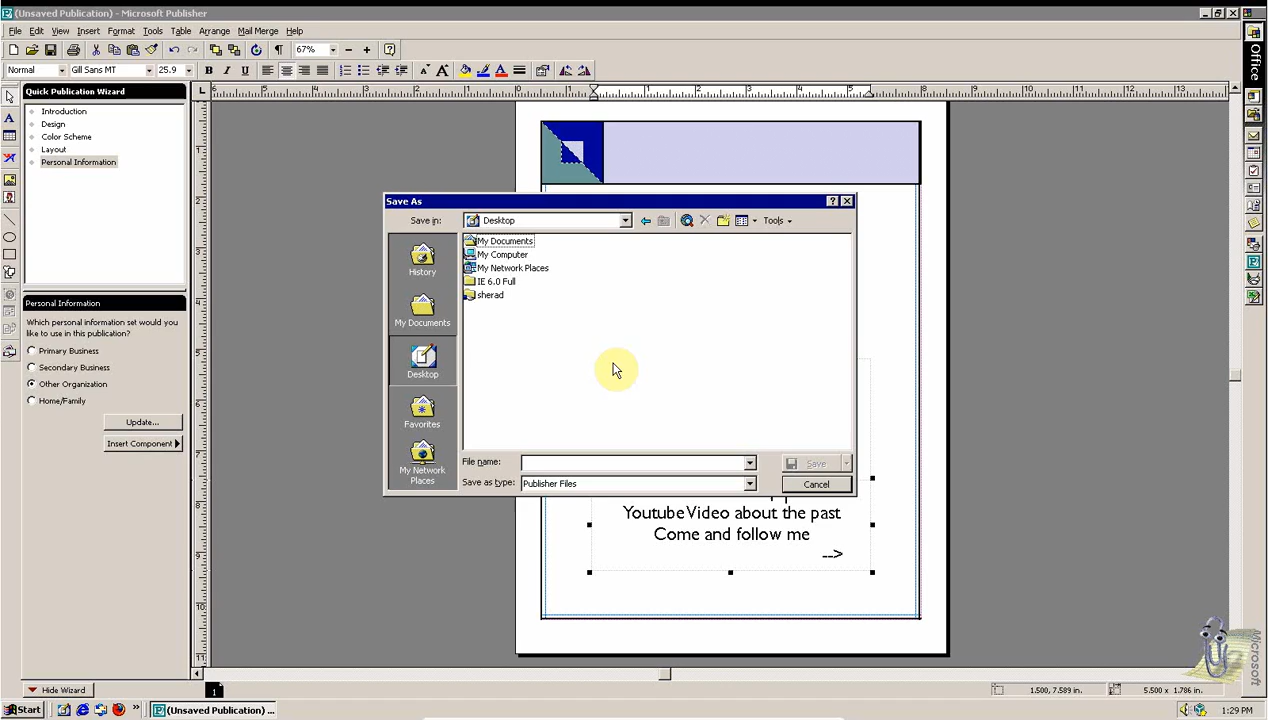 (Unsaved Publication) - Microsoft Publisher
File Edit View Insert Format Tools Table Arrange Mail Merge Help
67%
Normal Gill Sans MT 25.9 B I U
Quick Publication Wizard
Introduction
Design
Color Scheme
Layout
Personal Information
Personal Information
Which personal information set would you
like to use in this publication?
Primary Business
Secondary Business
Other Organization
Home/Family
Update...
Insert Component
Hide Wizard
Save As
Save in: Desktop Tools
History
My Documents
Desktop
Favorites
My Network
Places
My Documents
My Computer
My Network Places
IE 6.0 Full
sherad
File name: Save
Save as type: Publisher Files Cancel
Youtube Video about the past
Come and follow me
-->
Office
Microsoft
1
1.500, 7.589 in. 5.500 x 1.786 in.
Start (Unsaved Publication) ... 1:29 PM